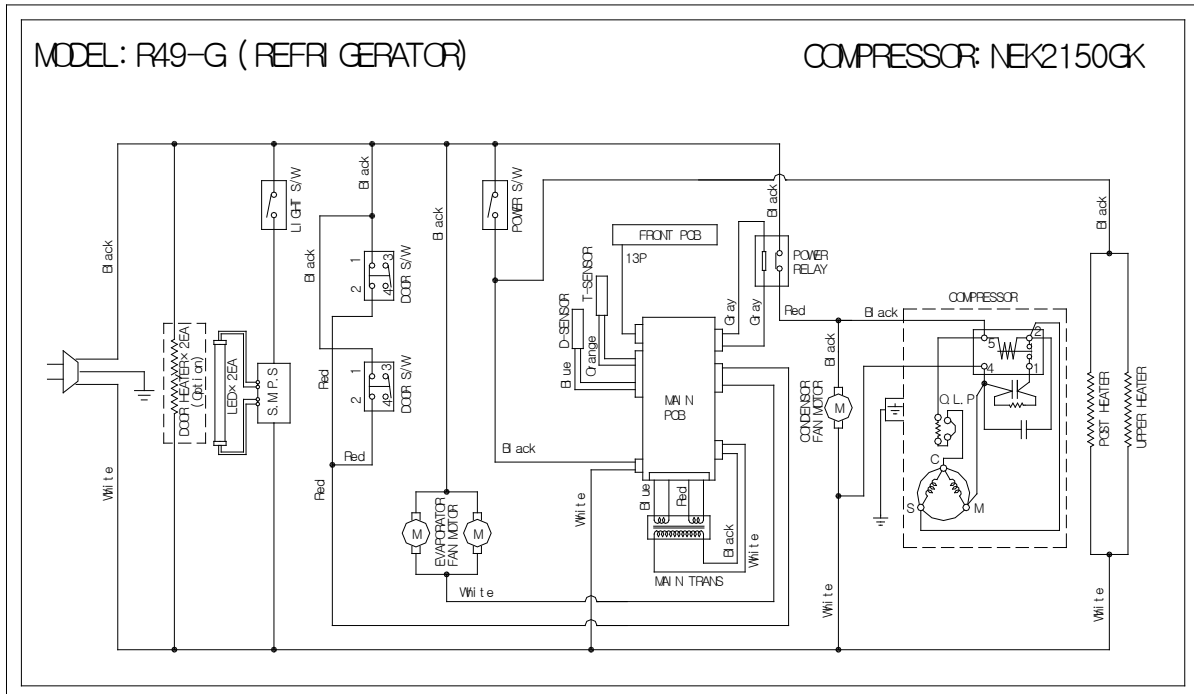 MODEL: R49-G ( REFRI GERATOR)
COMPRESSOR: NEK2150GK
Black
White
DOOR HEATER× 2EA
(Option)
LIGHT S/W
LED× 2EA
S.M.P.S
Black
Black
1
3
2
4
DOOR S/W
1
3
2
4
DOOR S/W
Red
Red
Red
Black
M
M
EVAPORATOR
FAN MOTOR
White
POWER S/W
Black
Black
White
D-SENSOR
T-SENSOR
Blue
Orange
FRONT PCB
13P
MAIN
PCB
Blue
Red
Black
White
MAIN TRANS
Gray
Gray
Black
POWER
RELAY
Red
Black
Black
CONDENSOR
FAN MOTOR
M
White
COMPRESSOR
5
2
4
1
O.L.P
C
S
M
Black
POST HEATER
UPPER HEATER
White